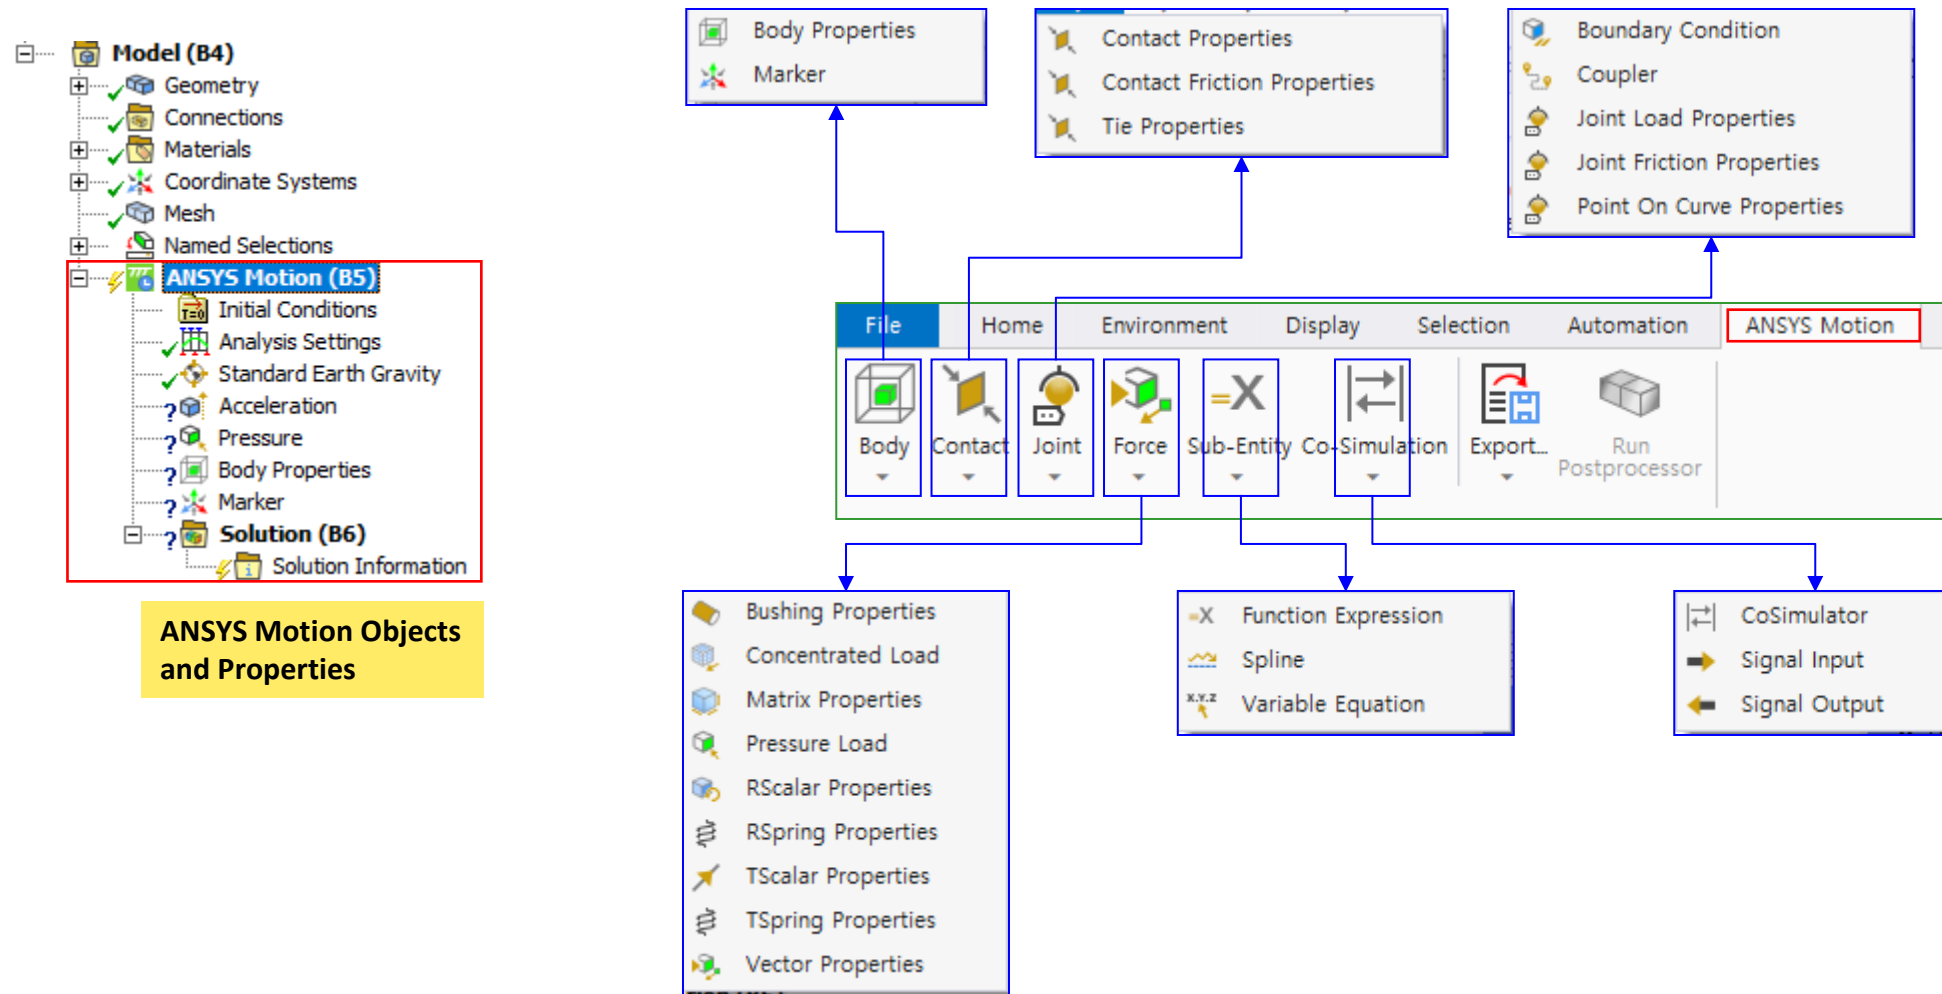 Model (B4)
Geometry
Connections
Materials
Coordinate Systems
Mesh
Named Selections
ANSYS Motion (B5)
T=0
Initial Conditions
Analysis Settings
Standard Earth Gravity
? Acceleration
? Pressure
? Body Properties
? Marker
? Solution (B6)
Solution Information
ANSYS Motion Objects
and Properties
Body Properties
Marker
Contact Properties
Contact Friction Properties
Tie Properties
Boundary Condition
Coupler
Joint Load Properties
Joint Friction Properties
Point On Curve Properties
File Home Environment Display Selection Automation ANSYS Motion
=X
Body Contact Joint Force Sub-Entity Co-Simulation Export... Run
Postprocessor
Bushing Properties
Concentrated Load
Matrix Properties
Pressure Load
RScalar Properties
RSpring Properties
TScalar Properties
TSpring Properties
Vector Properties
=X Function Expression
Spline
X,Y,Z Variable Equation
CoSimulator
Signal Input
Signal Output